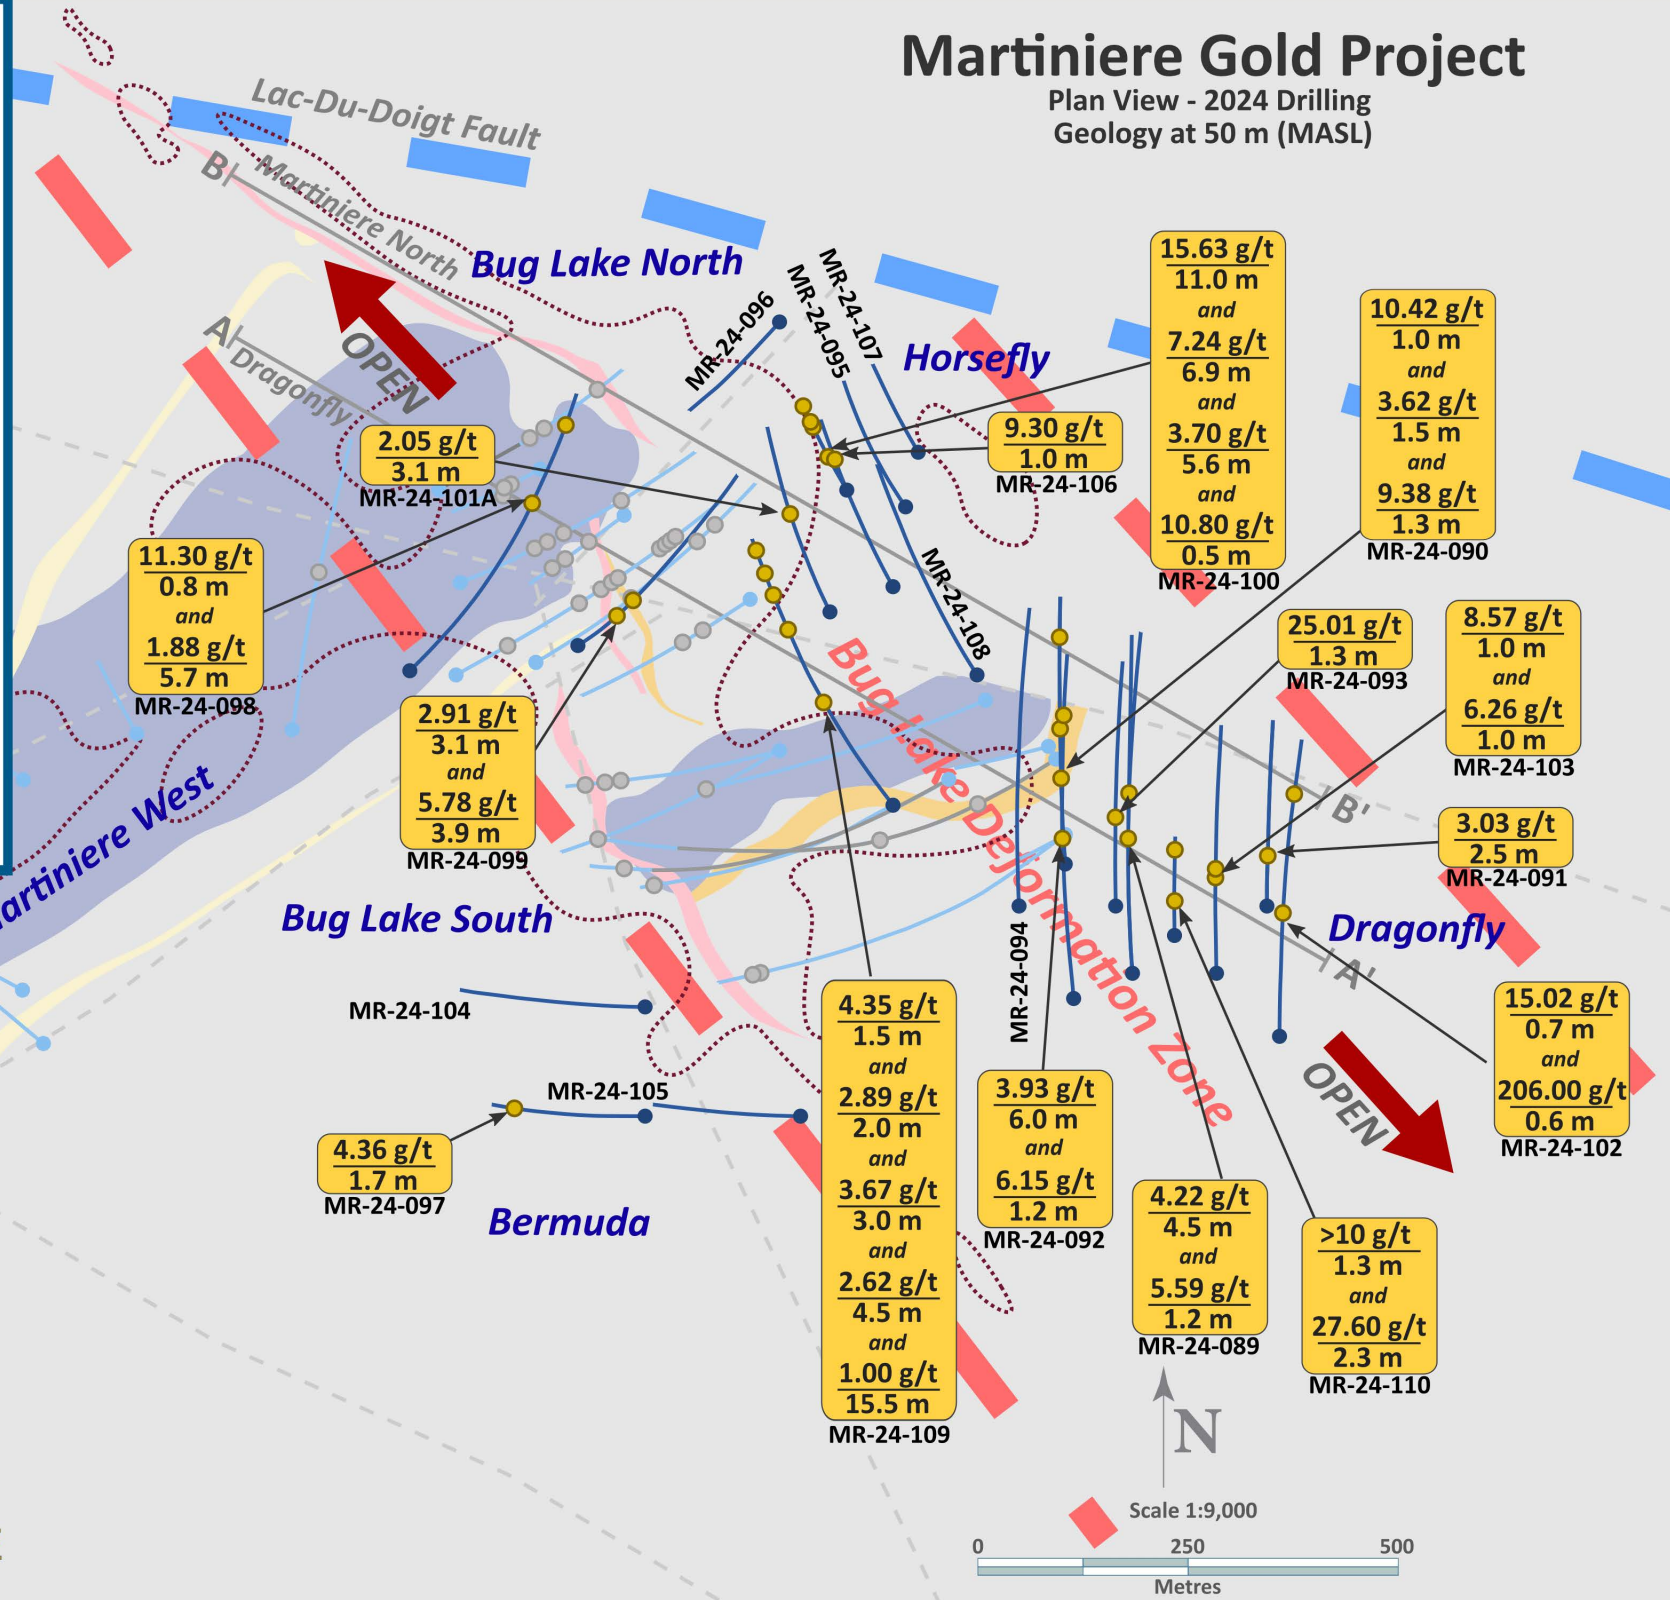 Martiniere Gold Project
Plan View - 2024 Drilling
Geology at 50 m (MASL)
Lac-Du-Doigt Fault
B
Martiniere North
Bug Lake North
A
Dragonfly
OPEN
MR-24-096
MR-24-095
MR-24-107
Horsefly
15.63 g/t
11.0 m
and
7.24 g/t
6.9 m
and
3.70 g/t
5.6 m
and
10.80 g/t
0.5 m
MR-24-100
10.42 g/t
1.0 m
and
3.62 g/t
1.5 m
and
9.38 g/t
1.3 m
MR-24-090
9.30 g/t
1.0 m
MR-24-106
2.05 g/t
3.1 m
MR-24-101A
11.30 g/t
0.8 m
and
1.88 g/t
5.7 m
MR-24-098
MR-24-108
25.01 g/t
1.3 m
MR-24-093
8.57 g/t
1.0 m
and
6.26 g/t
1.0 m
MR-24-103
2.91 g/t
3.1 m
and
5.78 g/t
3.9 m
MR-24-099
Bug Lake Deformation Zone
B'
3.03 g/t
2.5 m
MR-24-091
artiniere West
Bug Lake South
Dragonfly
A'
MR-24-094
MR-24-104
15.02 g/t
0.7 m
and
206.00 g/t
0.6 m
MR-24-102
OPEN
MR-24-105
4.36 g/t
1.7 m
MR-24-097
Bermuda
4.35 g/t
1.5 m
and
2.89 g/t
2.0 m
and
3.67 g/t
3.0 m
and
2.62 g/t
4.5 m
and
1.00 g/t
15.5 m
MR-24-109
3.93 g/t
6.0 m
and
6.15 g/t
1.2 m
MR-24-092
4.22 g/t
4.5 m
and
5.59 g/t
1.2 m
MR-24-089
>10 g/t
1.3 m
and
27.60 g/t
2.3 m
MR-24-110
N
Scale 1:9,000
0 250 500
Metres